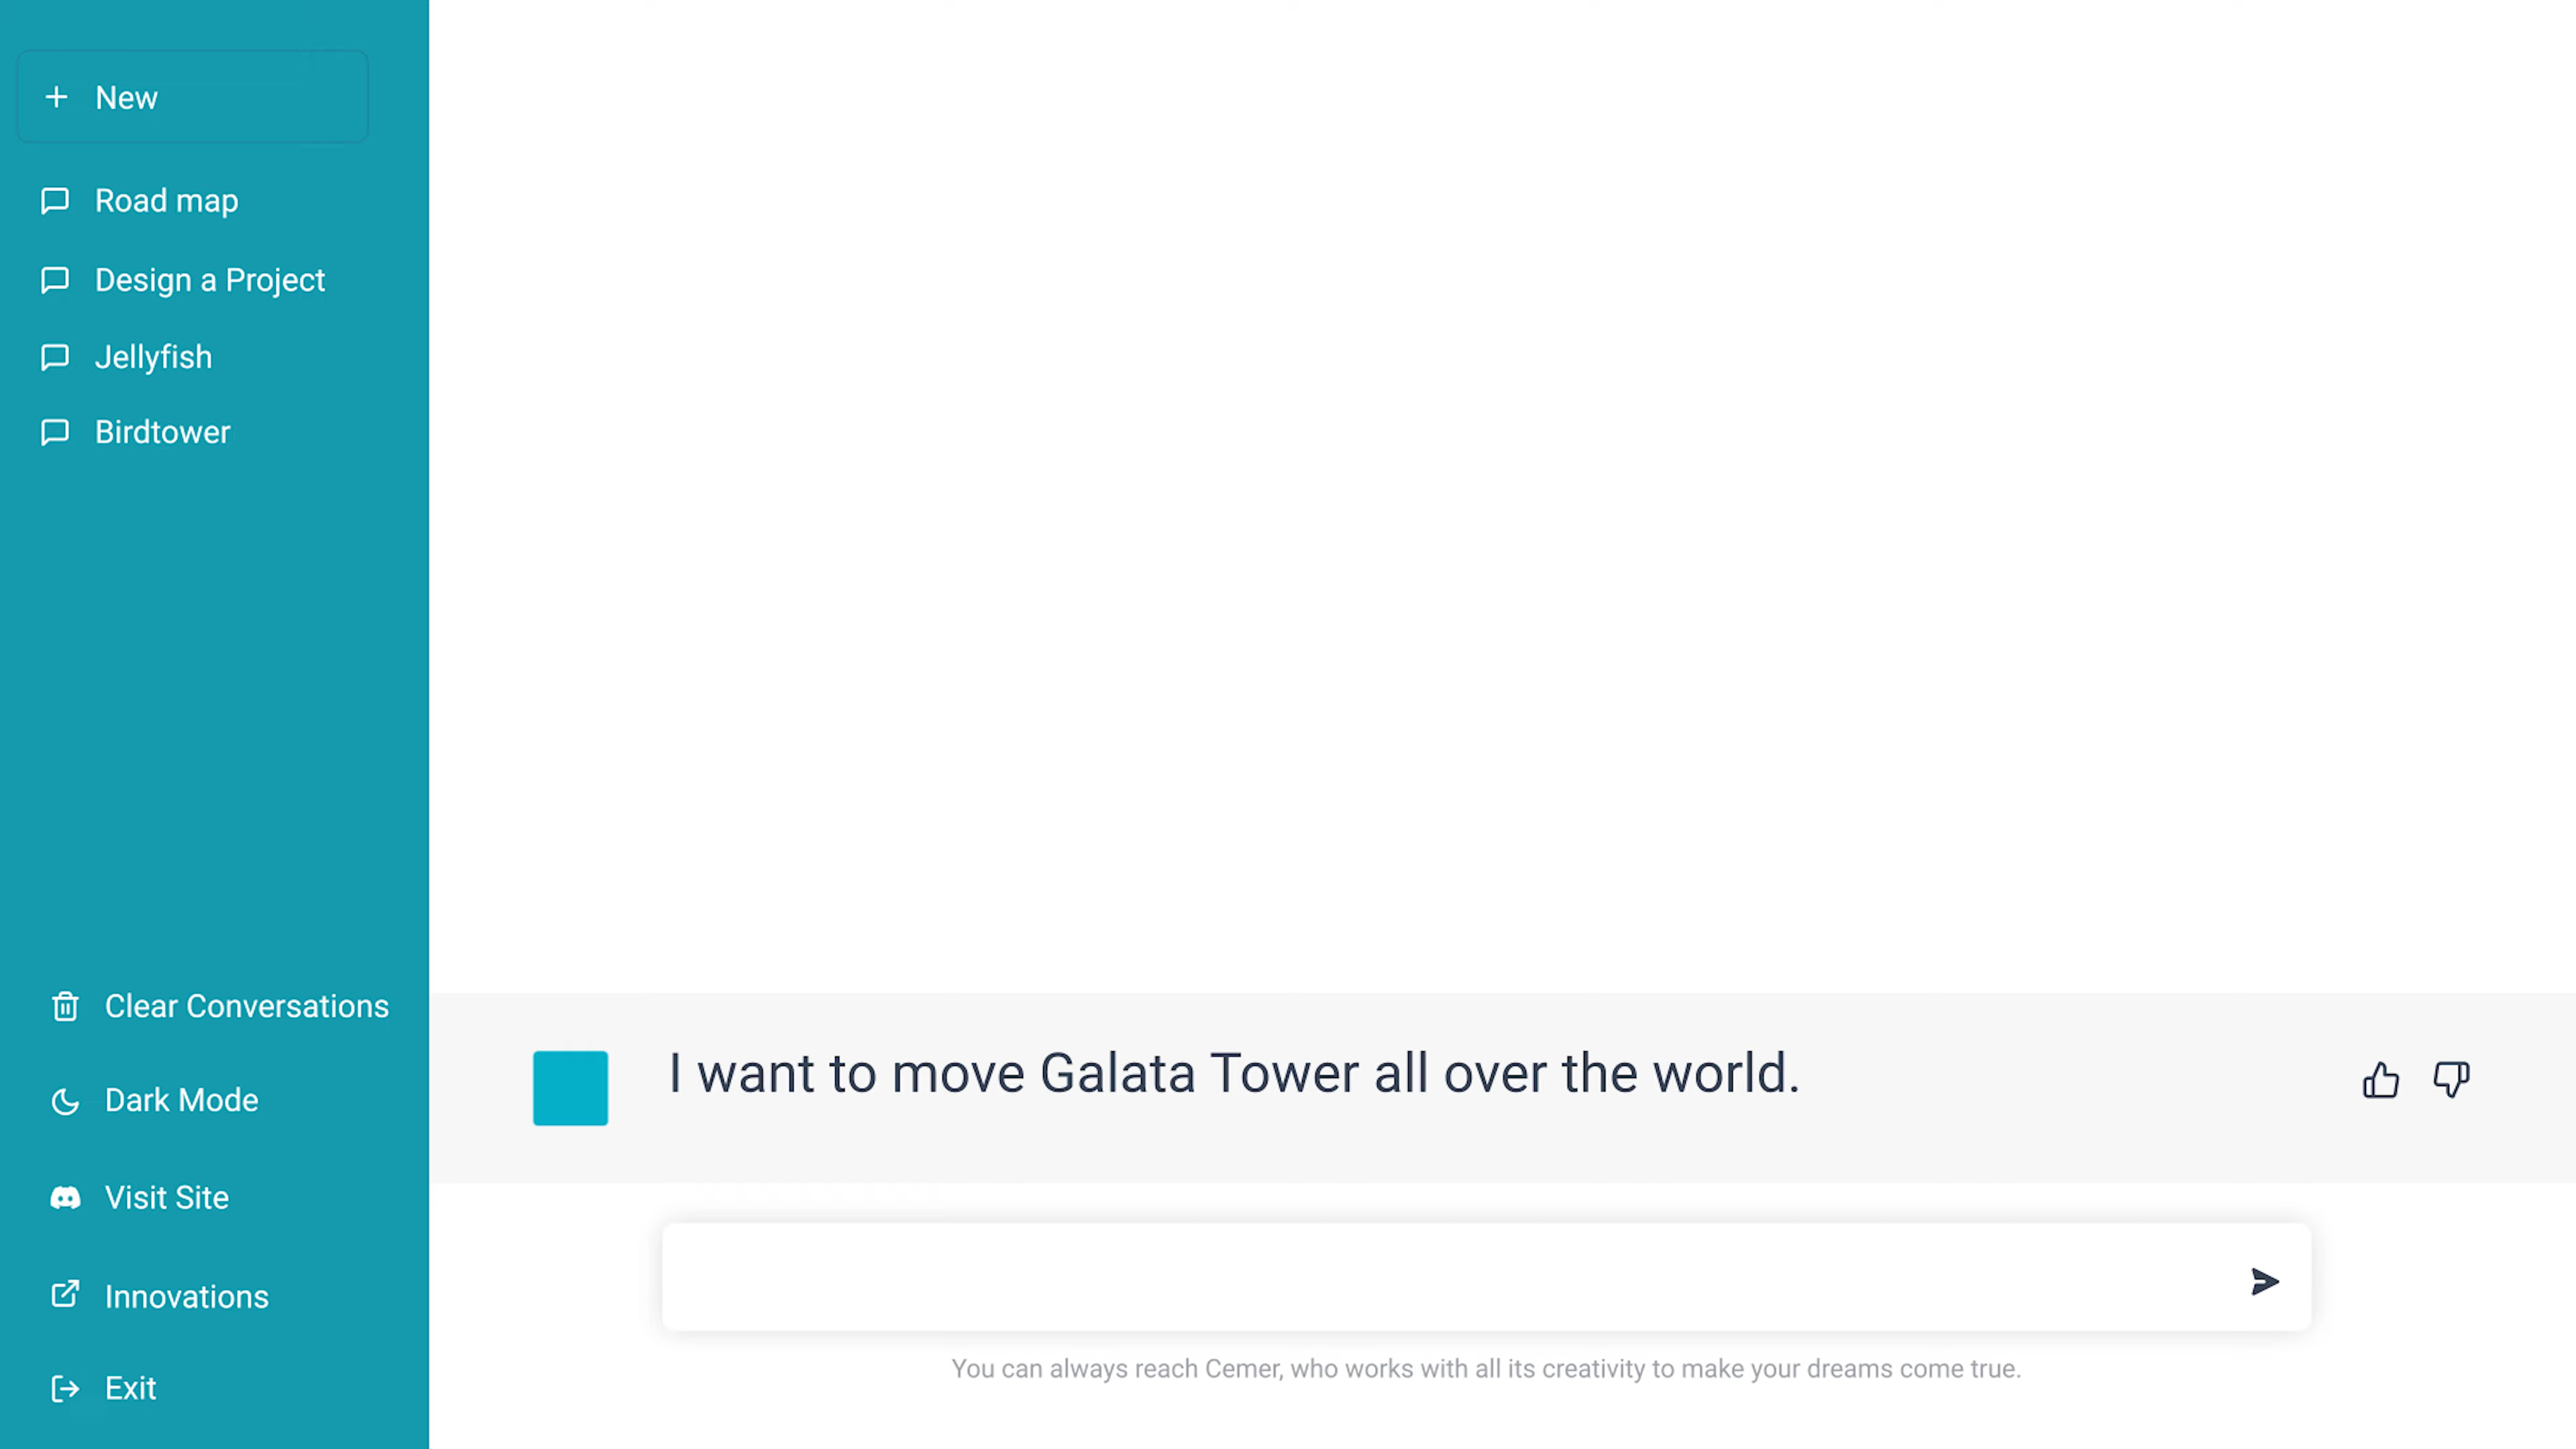 New
Road map
Design a Project
Jellyfish
Birdtower
Clear Conversations
Dark Mode
Visit Site
Innovations
Exit
I want to move Galata Tower all over the world.
You can always reach Cemer, who works with all its creativity to make your dreams come true.